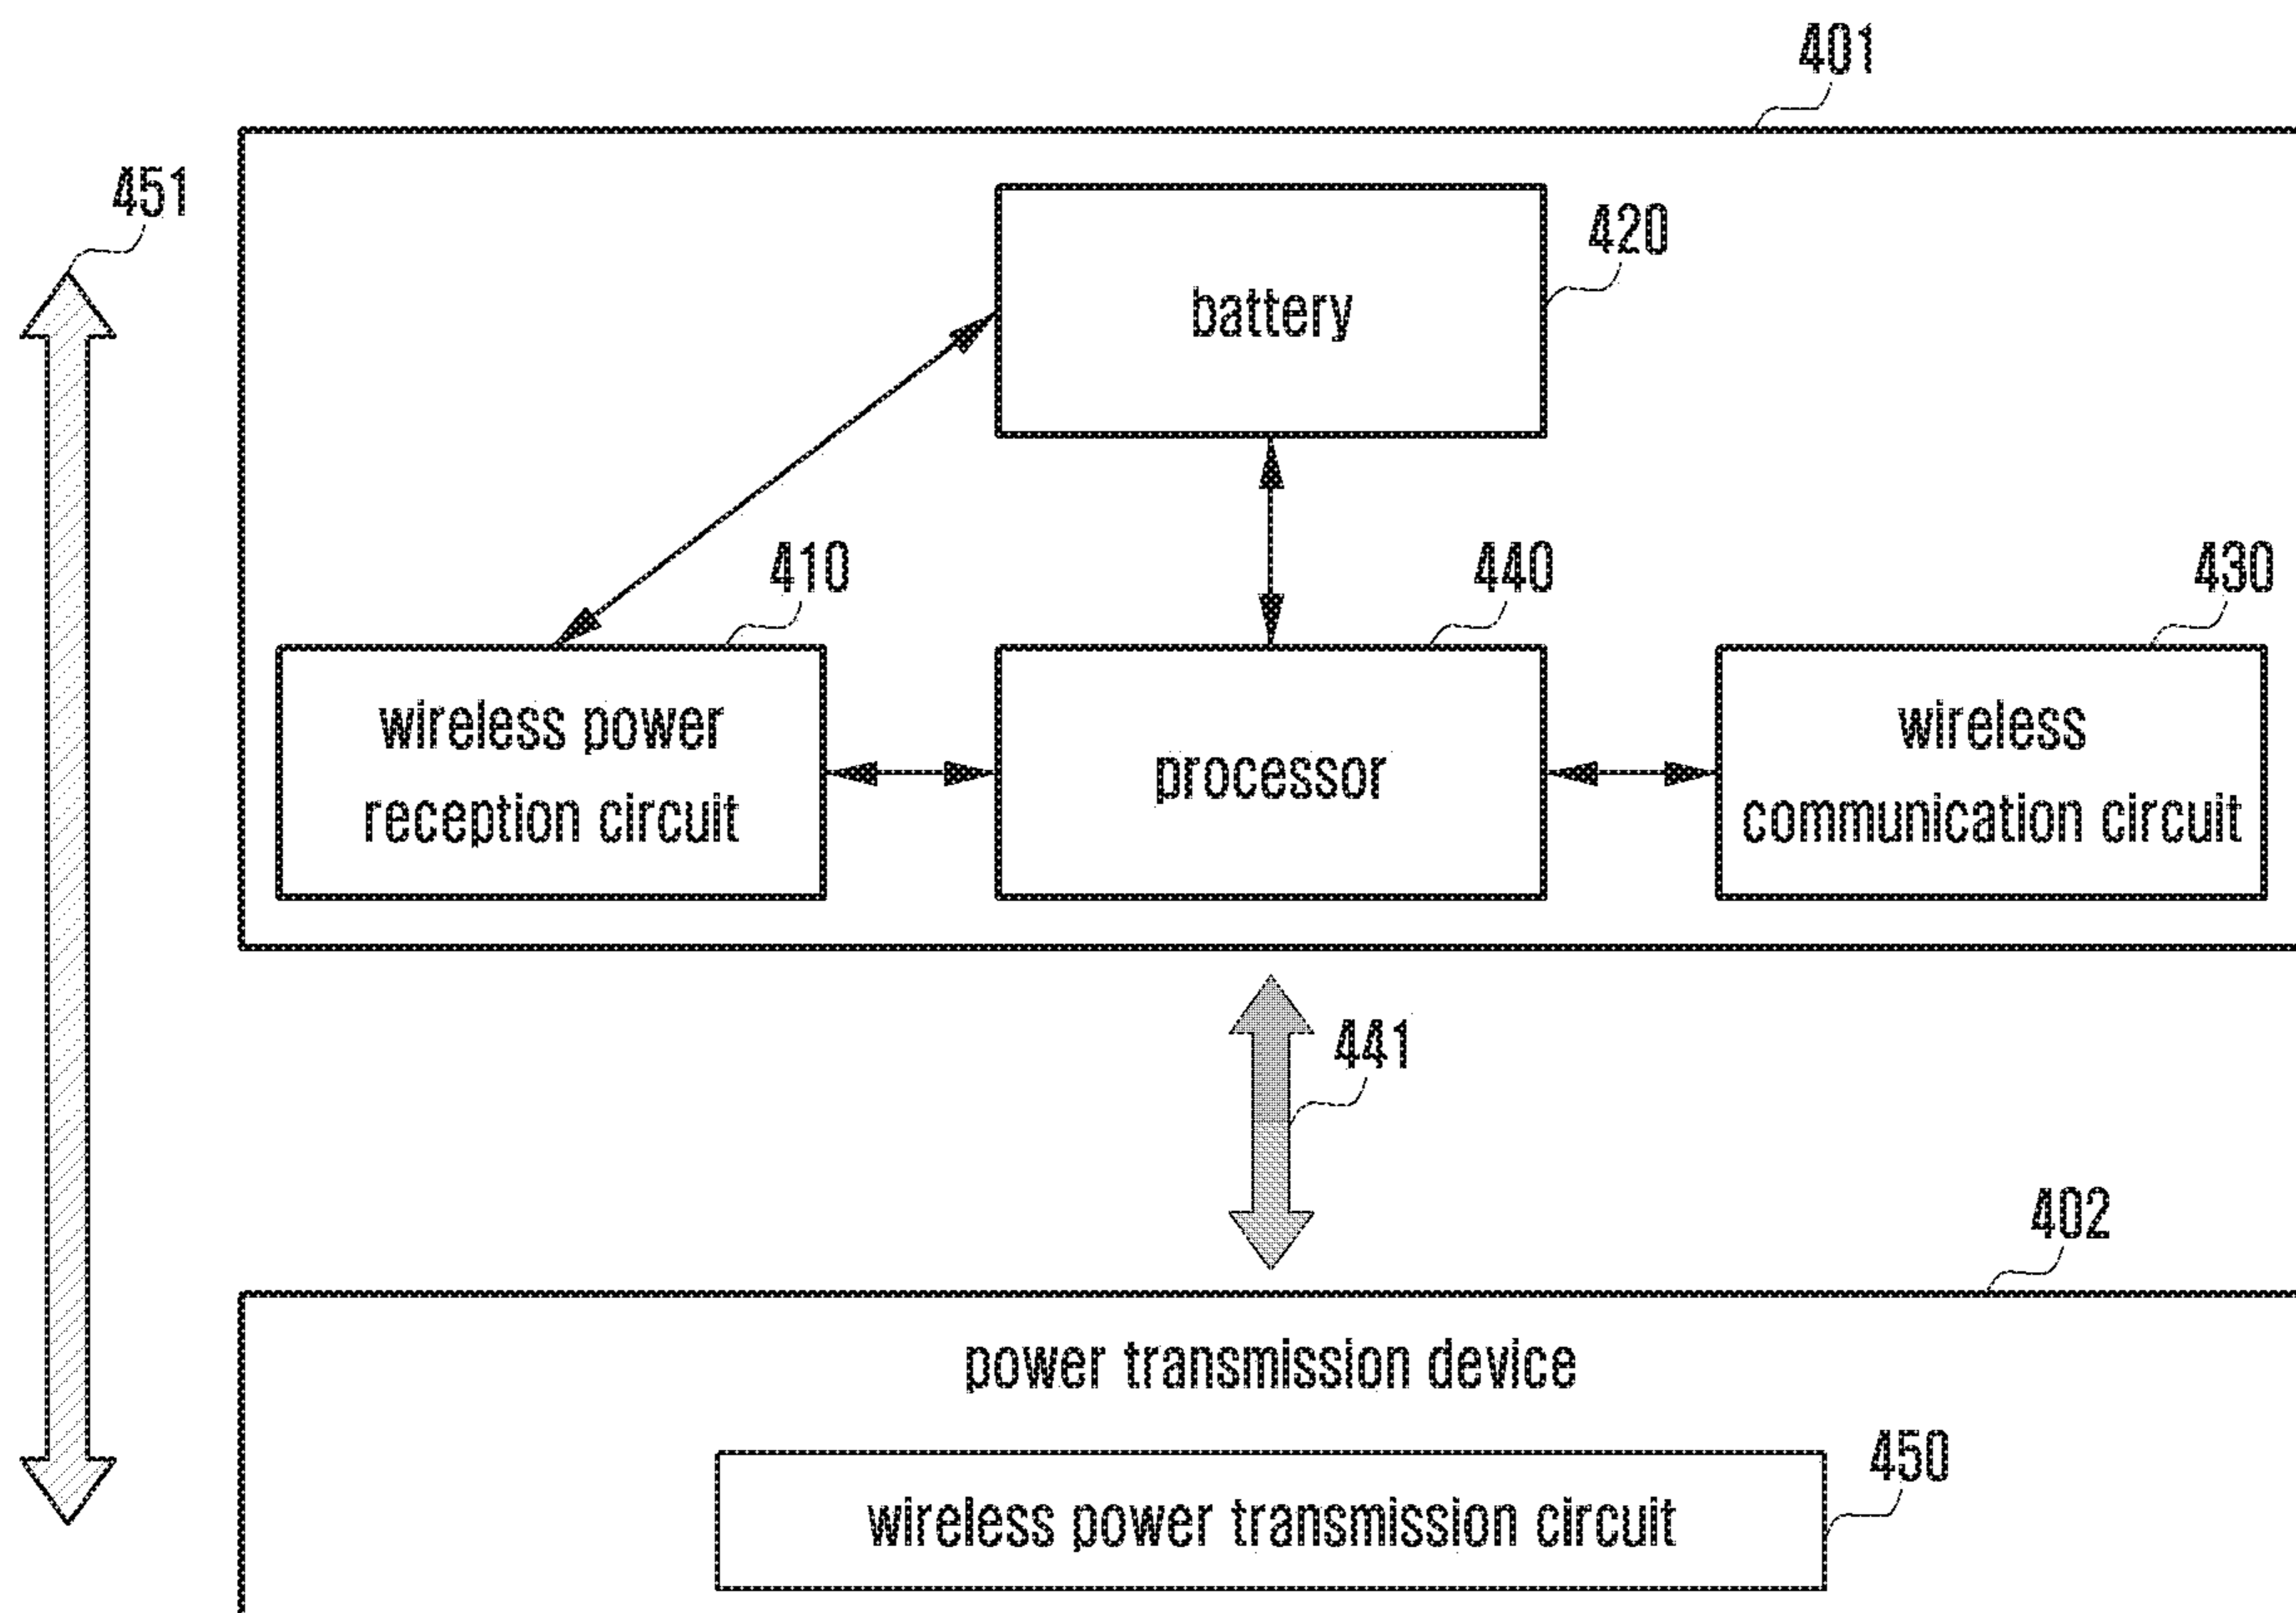 401
451
420
battery
410
440
430
wireless power
reception circuit
processor
wireless
communication circuit
441
402
power transmission device
450
wireless power transmission circuit